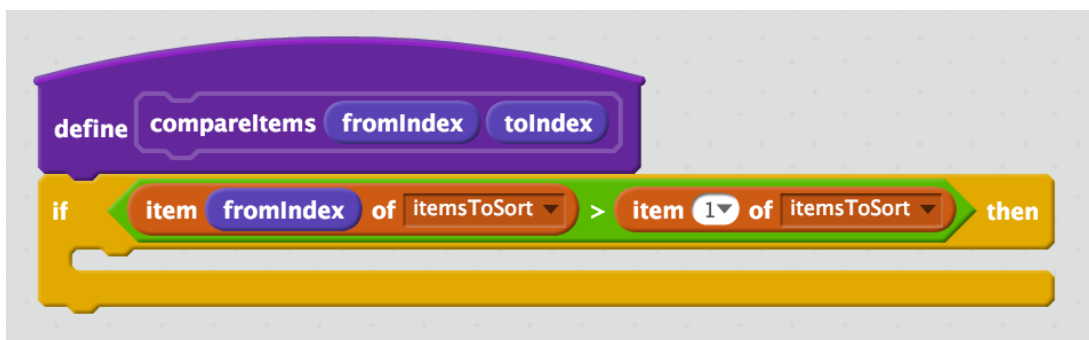 define compareItems fromIndex toIndex
if item fromIndex of itemsToSort > item 1 of itemsToSort then